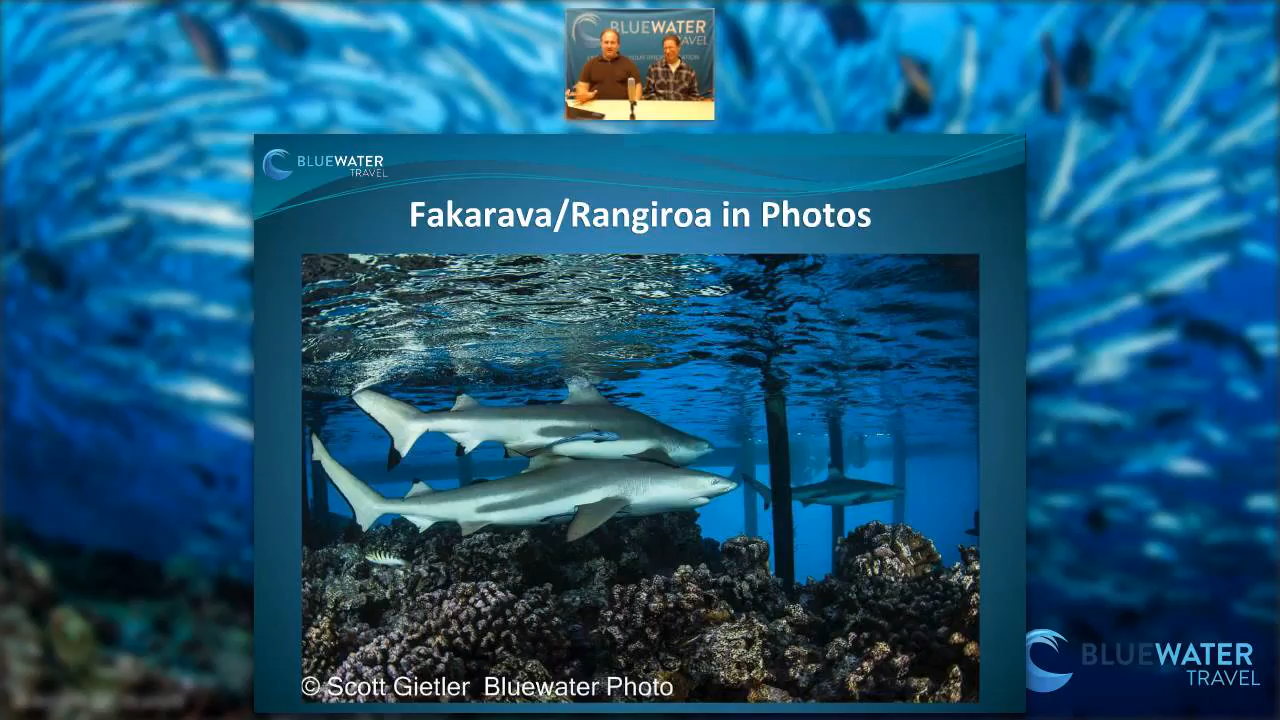 BLUEWATER
TRAVEL
BLUEWATER
TRAVEL
Fakarava/Rangiroa in Photos
© Scott Gietler Bluewater Photo
BLUEWATER
TRAVEL